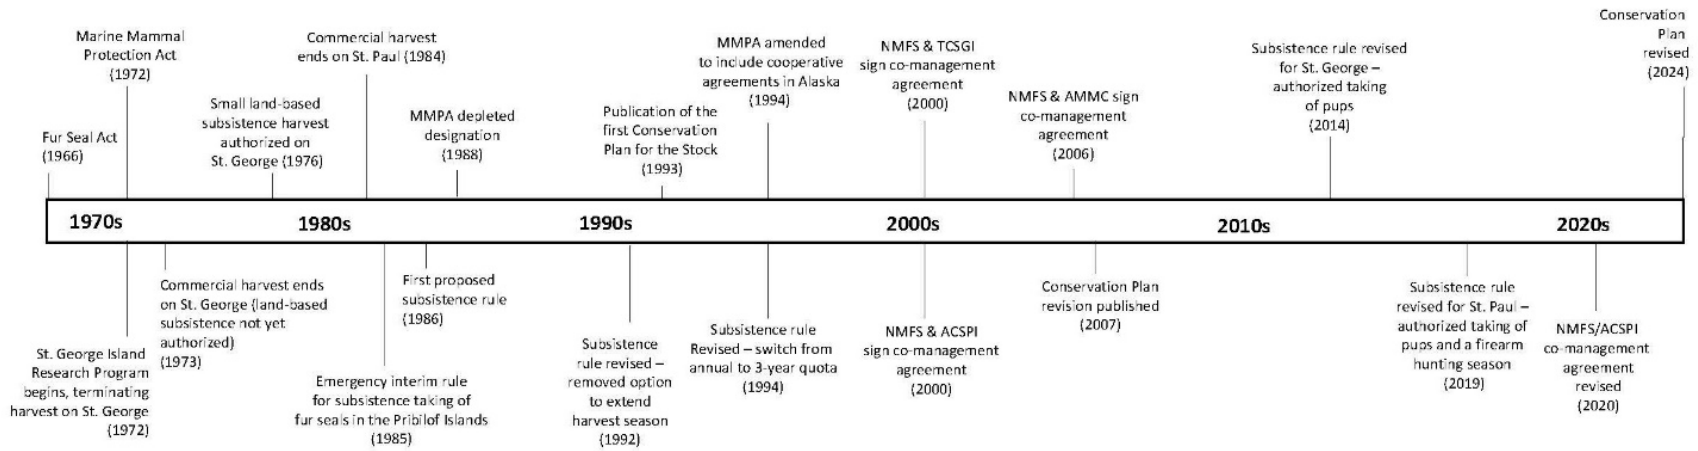 Marine Mammal
Protection Act
(1972)
Commercial harvest
ends on St. Paul (1984)
Small land-based
subsistence harvest
authorized on
St. George (1976)
Fur Seal Act
(1966)
MMPA depleted
designation
(1988)
Publication of the
first Conservation
Plan for the Stock
(1993)
MMPA amended
to include cooperative
agreements in Alaska
(1994)
NMFS & TCSGI
sign co-management
agreement
(2000)
NMFS & AMMC sign
co-management
agreement
(2006)
Subsistence rule revised
for St. George –
authorized taking
of pups
(2014)
Conservation
Plan
revised
(2024)
1970s
1980s
1990s
2000s
2010s
2020s
St. George Island
Research Program
begins, terminating
harvest on St. George
(1972)
Commercial harvest ends
on St. George (land-based
subsistence not yet
authorized)
(1973)
Emergency interim rule
for subsistence taking of
fur seals in the Pribilof Islands
(1985)
First proposed
subsistence rule
(1986)
Subsistence
rule revised –
removed option
to extend
harvest season
(1992)
Subsistence rule
Revised – switch from
annual to 3-year quota
(1994)
NMFS & ACSPI
sign co-management
agreement
(2000)
Conservation Plan
revision published
(2007)
Subsistence rule
revised for St. Paul –
authorized taking of
pups and a firearm
hunting season
(2019)
NMFS/ACSPI
co-management
agreement
revised
(2020)